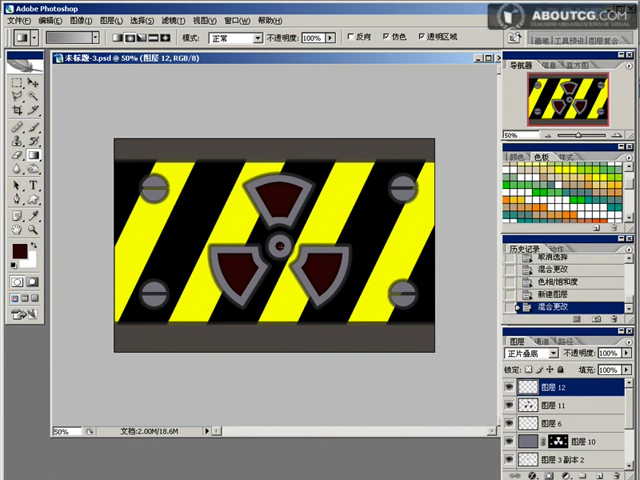 Adobe Photoshop
ABOUTCG.COM
文件(F) 编辑(E) 图像(I) 图层(L) 选择(S) 滤镜(T) 视图(V) 窗口(W) 帮助(H)
模式: 正常 不透明度: 100% 反向 仿色 透明区域
画笔 工具预设 图层复合
未标题-3.psd @ 50% (图层 12, RGB/8)
导航器 信息 直方图
50%
颜色 色板 样式
历史记录 动作
取消选择
混合更改
色相/饱和度
新建图层
混合更改
图层 通道 路径
正片叠底 不透明度: 100%
锁定: 填充: 100%
图层 12
图层 11
图层 6
图层 10
图层 3 副本 2
50% 文档:2.00M/18.6M